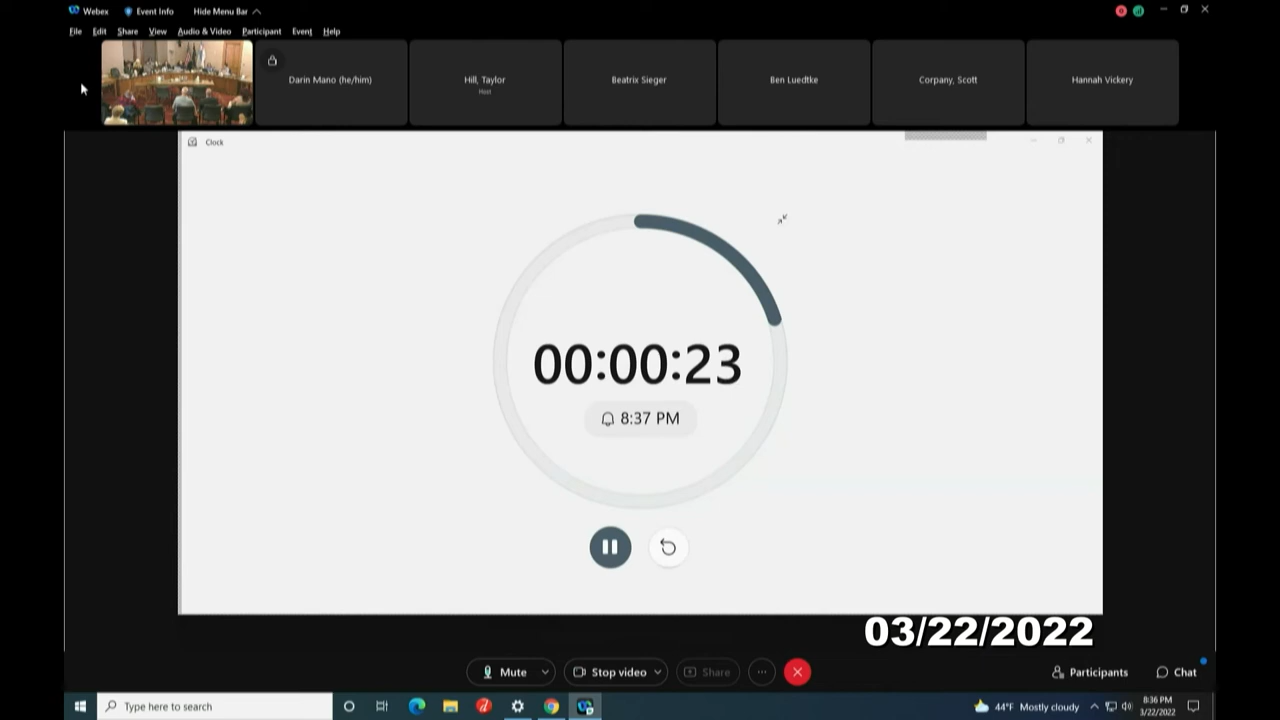 Webex Event Info Hide Menu Bar
File Edit Share View Audio & Video Participant Event Help
Darin Mano (he/him)
Hill, Taylor
Host
Beatrix Sieger
Ben Luedtke
Corpany, Scott
Hannah Vickery
Clock
00:00:23
8:37 PM
03/22/2022
Mute Stop video Share Participants Chat
Type here to search
44°F Mostly cloudy
8:36 PM
3/22/2022